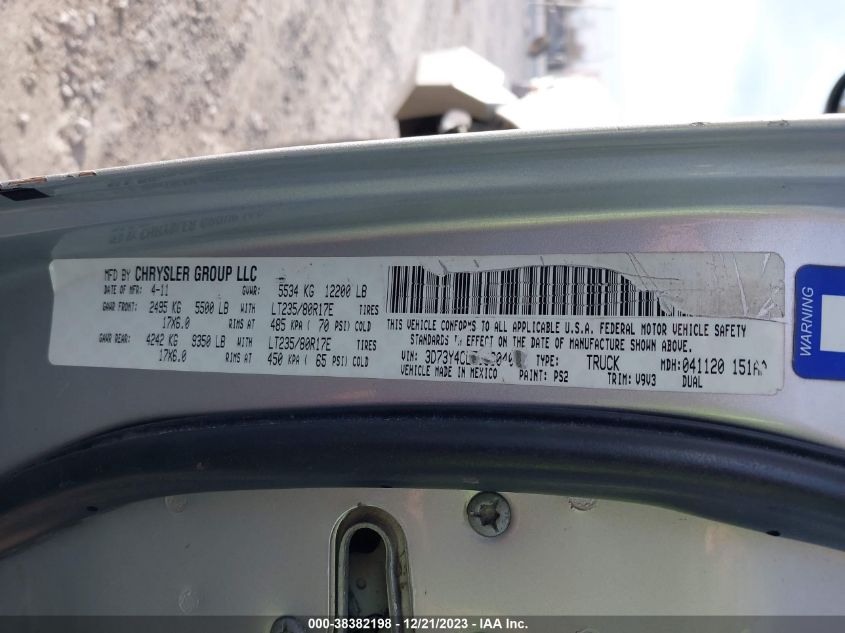 MFD BY CHRYSLER GROUP LLC
DATE OF MFR: 4-11 GVWR: 5534 KG 12200 LB
GAWR FRONT: 2495 KG 5500 LB WITH LT235/80R17E TIRES
17X6.0 RIMS AT 485 KPA ( 70 PSI) COLD
GAWR REAR: 4242 KG 9350 LB WITH LT235/80R17E TIRES
17X6.0 RIMS AT 450 KPA ( 65 PSI) COLD
THIS VEHICLE CONFORMS TO ALL APPLICABLE U.S.A. FEDERAL MOTOR VEHICLE SAFETY
STANDARDS IN EFFECT ON THE DATE OF MANUFACTURE SHOWN ABOVE.
VIN: TYPE: TRUCK MDH: 041120
VEHICLE MADE IN MEXICO PAINT: PS2 TRIM: V9V3 DUAL
WARNING
000-38382198 - 12/21/2023 - IAA Inc.